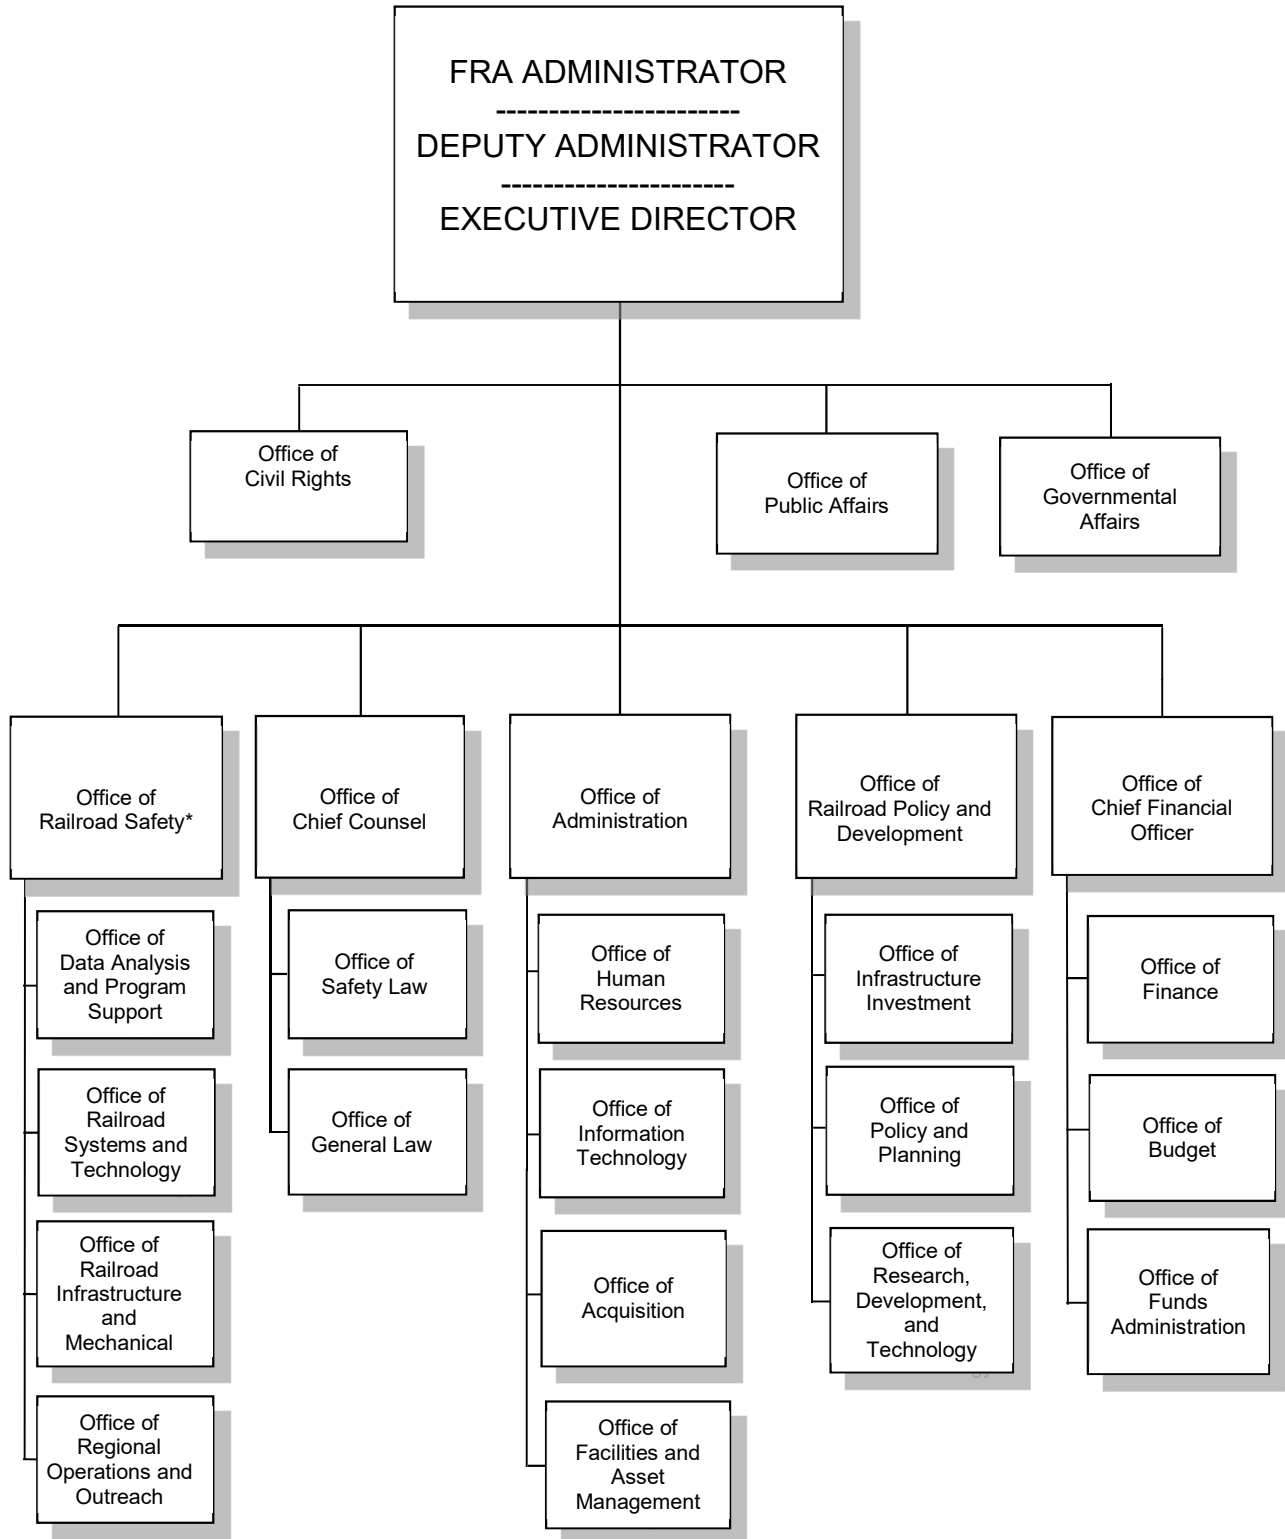 FRA ADMINISTRATOR
-----------------------
DEPUTY ADMINISTRATOR
----------------------
EXECUTIVE DIRECTOR
Office of
Civil Rights
Office of
Public Affairs
Office of
Governmental
Affairs
Office of
Railroad Safety*
Office of
Chief Counsel
Office of
Administration
Office of
Railroad Policy and
Development
Office of
Chief Financial
Officer
Office of
Data Analysis
and Program
Support
Office of
Railroad
Systems and
Technology
Office of
Railroad
Infrastructure
and
Mechanical
Office of
Regional
Operations and
Outreach
Office of
Safety Law
Office of
General Law
Office of
Human
Resources
Office of
Information
Technology
Office of
Acquisition
Office of
Facilities and
Asset
Management
Office of
Infrastructure
Investment
Office of
Policy and
Planning
Office of
Research,
Development,
and
Technology
Office of
Finance
Office of
Budget
Office of
Funds
Administration